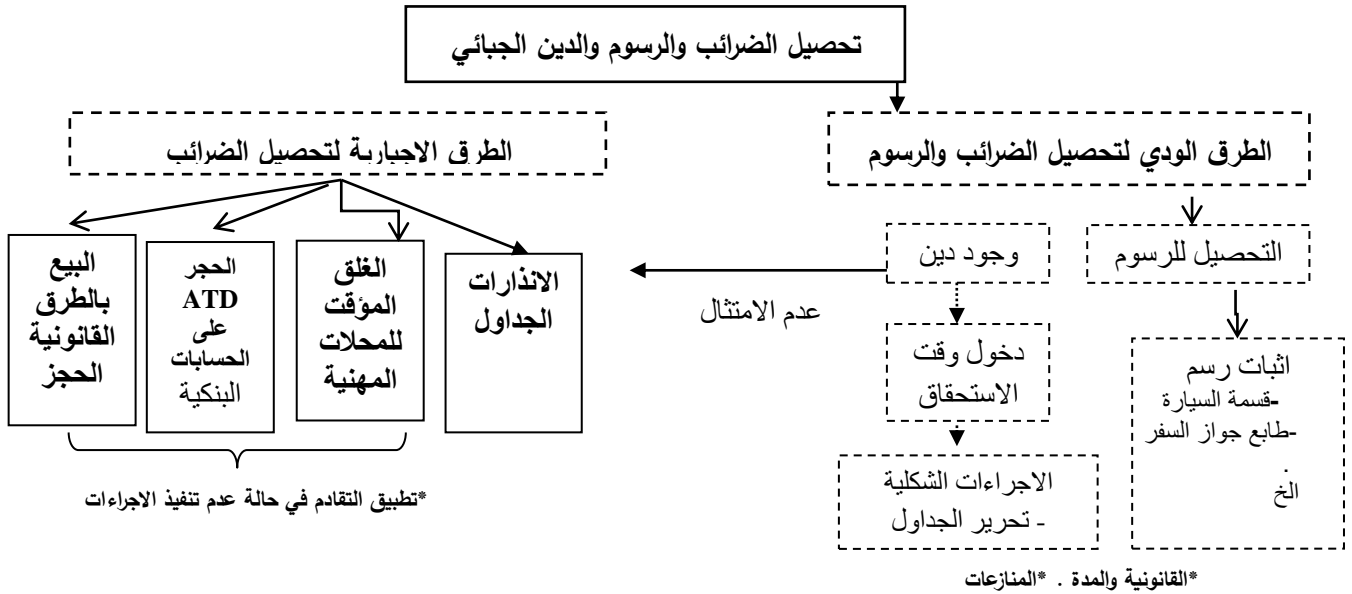 تحصيل الضرائب والرسوم والدين الجبائي
الطرق الودي لتحصيل الضرائب والرسوم
الطرق الاجبارية لتحصيل الضرائب
التحصيل للرسوم
وجود دين
عدم الامتثال
اثبات رسم
-قسمة السيارة
-طابع جواز السفر
.
الخ
دخول وقت
الاستحقاق
الاجراءات الشكلية
- تحرير الجداول
*القانونية والمدة . *المنازعات
الانذارات
الجداول
الغلق
المؤقت
للمحلات
المهنية
الحجر
ATD
على
الحسابات
البنكية
البيع
بالطرق
القانونية
الحجز
*تطبيق التقادم في حالة عدم تنفيذ الاجراءات